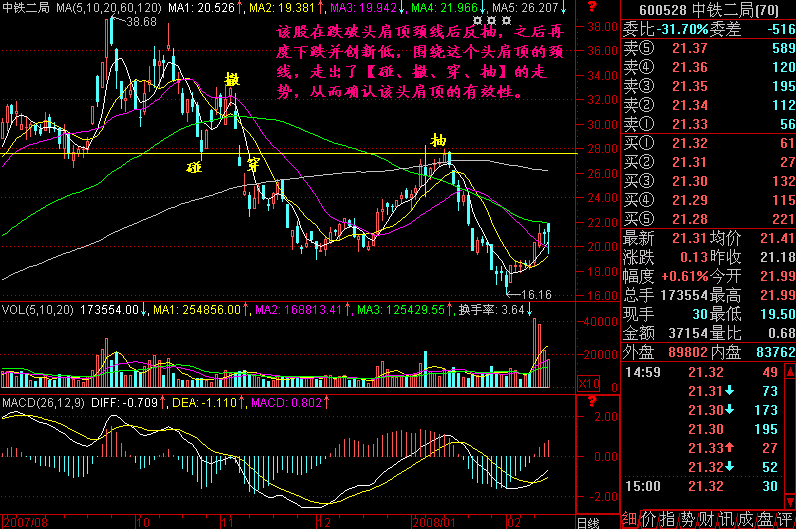 中铁二局 MA(5,10,20,60,120) MA1: 20.526↑, MA2: 19.381↑, MA3: 19.942↓, MA4: 21.966↓, MA5: 26.207↓
38.68
该股在跌破头肩顶颈线后反抽，之后再
度下跌并创新低，围绕这个头肩顶的颈
线，走出了【碰、撤、穿、抽】的走
势，从而确认该头肩顶的有效性。
撤
碰
穿
抽
16.16
?
38.00
36.00
34.00
32.00
30.00
28.00
26.00
24.00
22.00
20.00
18.00
16.00
VOL(5,10,20) 173554.00↓, MA1: 254856.00↑, MA2: 168813.41↑, MA3: 125429.55↑, 换手率: 3.64↓
40000
20000
X10
0
MACD(26,12,9) DIFF: -0.709↑, DEA: -1.110↑, MACD: 0.802↑
?
2.00
0.00
-2.00
2007/08 10 11 12 2008/01 02 日线
600528 中铁二局(70)
委比 -31.70% 委差 -516
卖⑤ 21.37 589
卖④ 21.36 120
卖③ 21.35 195
卖② 21.34 112
卖① 21.33 56
买① 21.32 61
买② 21.31 27
买③ 21.30 132
买④ 21.29 115
买⑤ 21.28 221
最新 21.31 均价 21.41
涨跌 0.13 昨收 21.18
幅度 +0.61% 今开 21.99
总手 173554 最高 21.99
现手 30 最低 19.50
金额 37154 量比 0.68
外盘 89802 内盘 83762
14:59 21.32 49
21.31↓ 73
21.30↓ 173
21.30 195
21.33↑ 27
21.32↓ 52
15:00 21.32 30
细 价 指 势 财 讯 成 盘 评